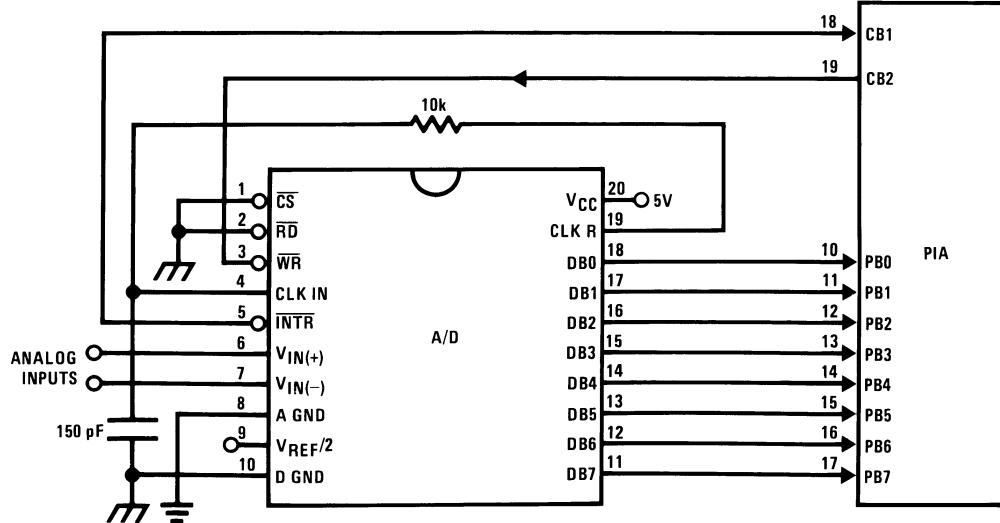 18
CB1
19
CB2
10k
1
CS
2
RD
3
WR
4
CLK IN
5
INTR
6
VIN(+)
7
VIN(−)
8
A GND
9
VREF/2
10
D GND
ANALOG
INPUTS
150 pF
A/D
VCC
20
5V
CLK R
19
DB0
18
DB1
17
DB2
16
DB3
15
DB4
14
DB5
13
DB6
12
DB7
11
10
PB0
11
PB1
12
PB2
13
PB3
14
PB4
15
PB5
16
PB6
17
PB7
PIA